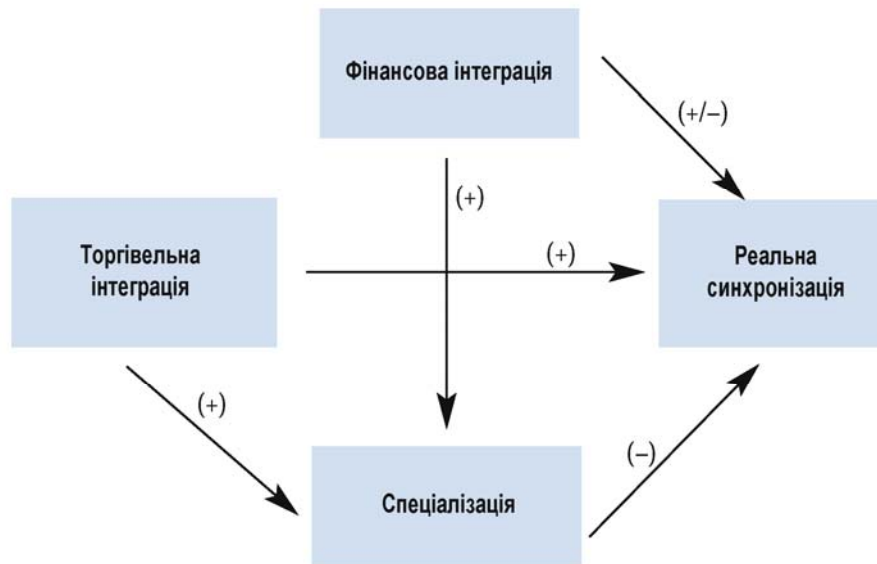 Фінансова інтеграція
(+/–)
(+)
Торгівельна
інтеграція
(+)
Реальна
синхронізація
(+)
(–)
Спеціалізація